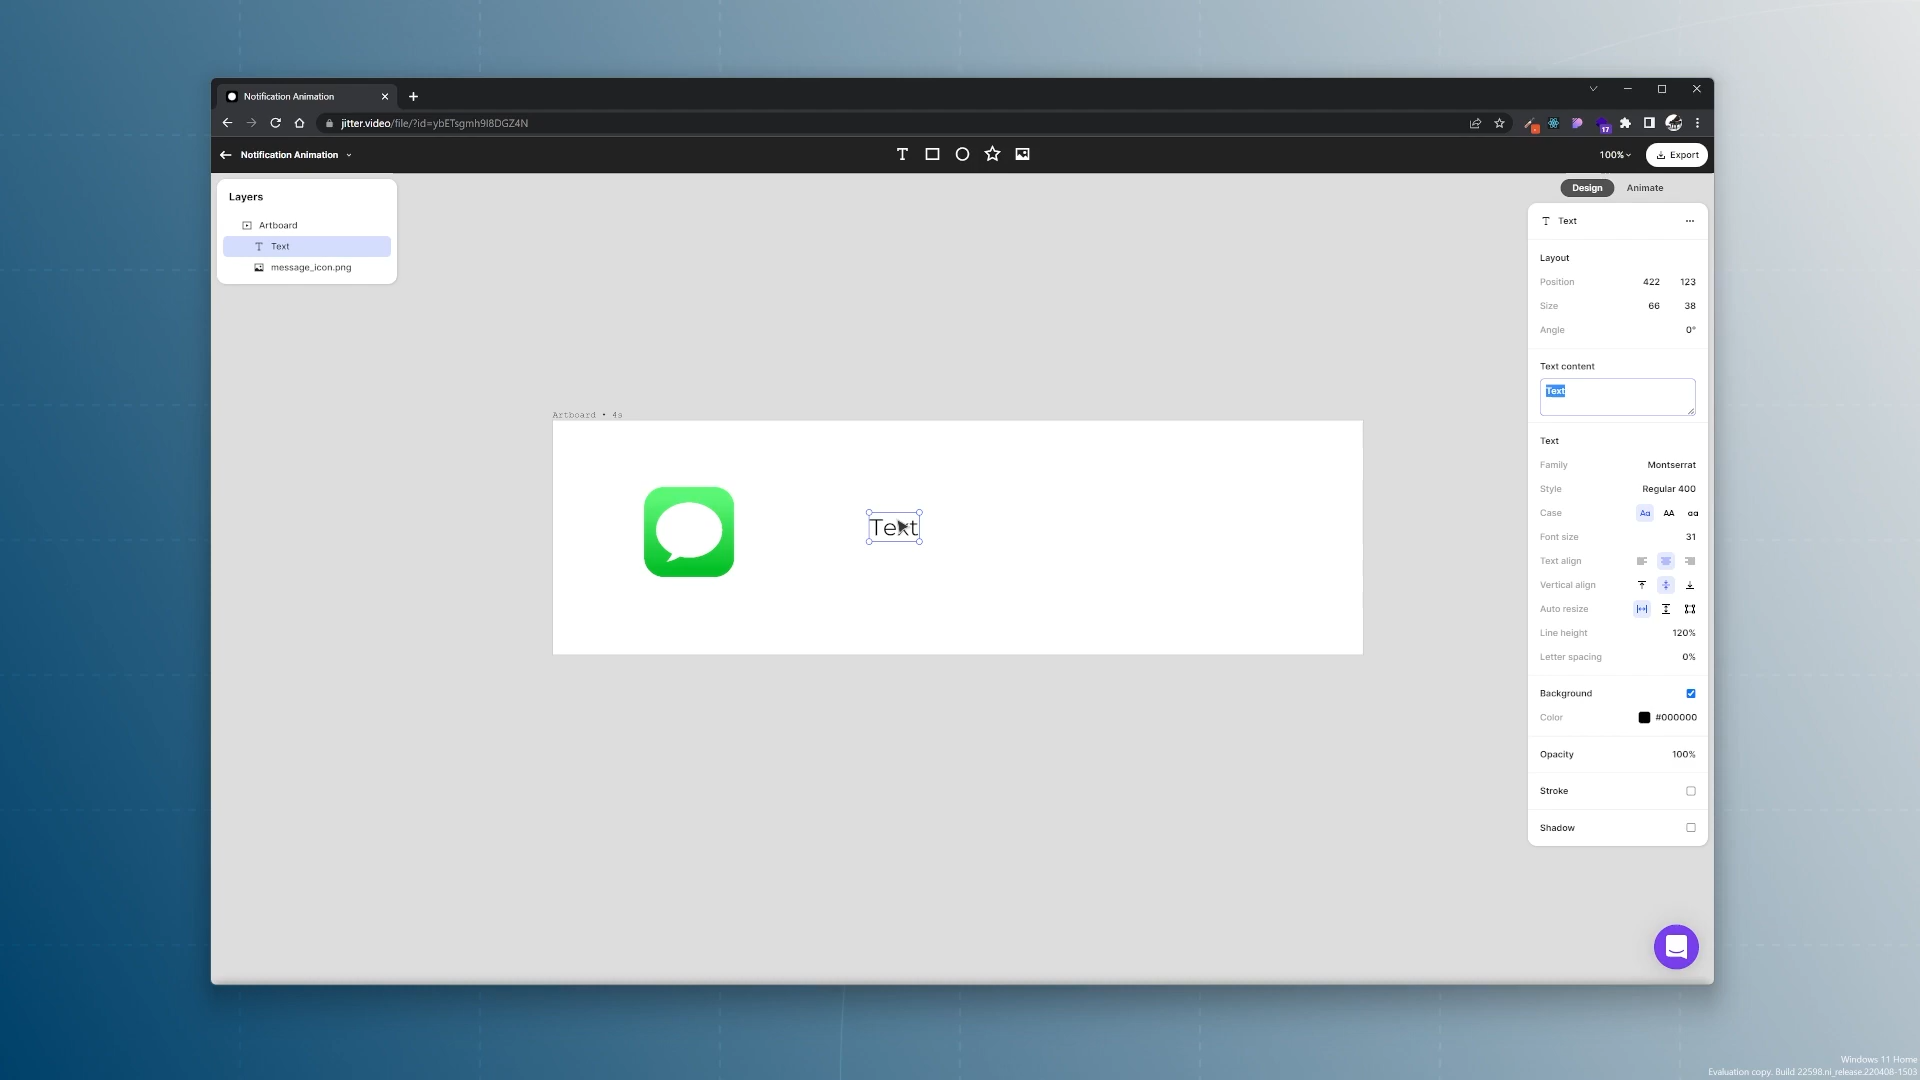 Notification Animation
jitter.video/file/?id=ybETsgmh9I8DGZ4N
17
Notification Animation
100%
Export
Layers
Artboard
Text
message_icon.png
Design
Animate
Text
Layout
Position 422 123
Size 66 38
Angle 0°
Text content
Text
Text
Family Montserrat
Style Regular 400
Case Aa AA aa
Font size 31
Text align
Vertical align
Auto resize
Line height 120%
Letter spacing 0%
Background
Color #000000
Opacity 100%
Stroke
Shadow
Artboard • 4s
Text
Windows 11 Home
Evaluation copy. Build 22598.ni_release.220408-1503